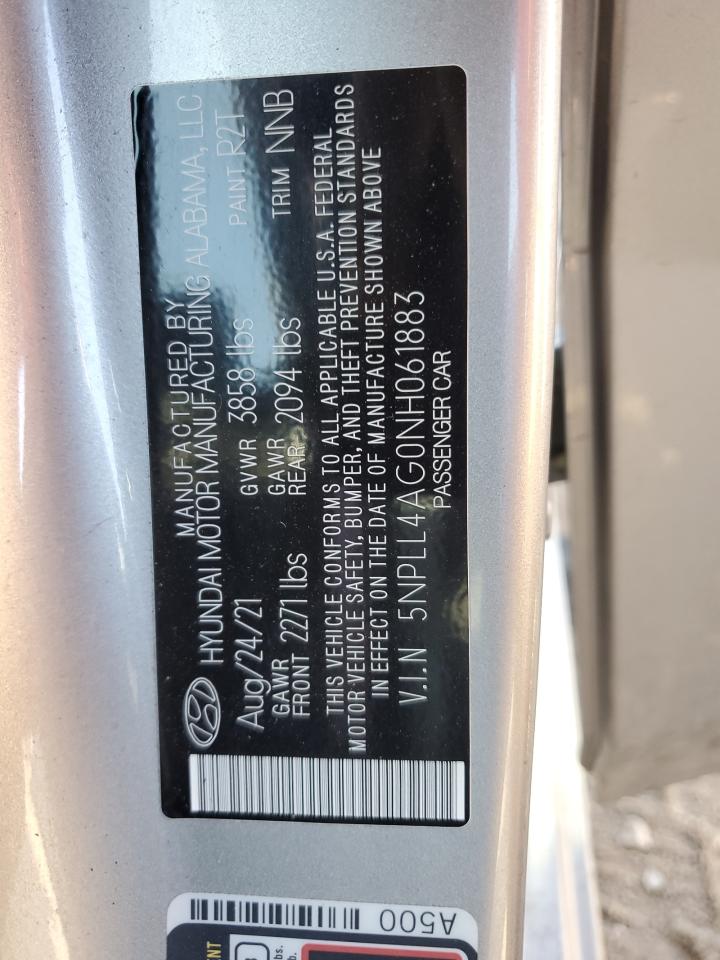 MANUFACTURED BY
HYUNDAI MOTOR MANUFACTURING ALABAMA, LLC
Aug/24/21 GVWR 3858 lbs PAINT R2T
GAWR FRONT 2271 lbs GAWR REAR 2094 lbs TRIM NNB
THIS VEHICLE CONFORMS TO ALL APPLICABLE U.S.A. FEDERAL
MOTOR VEHICLE SAFETY, BUMPER, AND THEFT PREVENTION STANDARDS
IN EFFECT ON THE DATE OF MANUFACTURE SHOWN ABOVE
V.I.N 5NPLL4AG0NH061883
PASSENGER CAR
A500